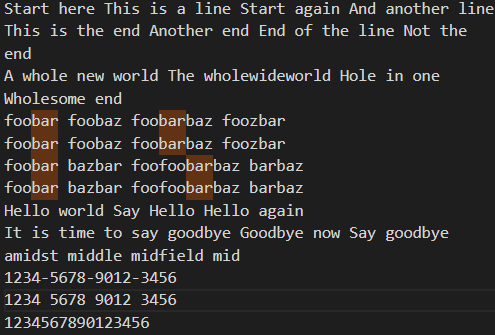 Start here This is a line Start again And another line
This is the end Another end End of the line Not the
end
A whole new world The wholewideworld Hole in one
Wholesome end
foobar foobaz foobarbaz foozbar
foobar foobaz foobarbaz foozbar
foobar bazbar foofoobarbaz barbaz
foobar bazbar foofoobarbaz barbaz
Hello world Say Hello Hello again
It is time to say goodbye Goodbye now Say goodbye
amidst middle midfield mid
1234-5678-9012-3456
1234 5678 9012 3456
1234567890123456